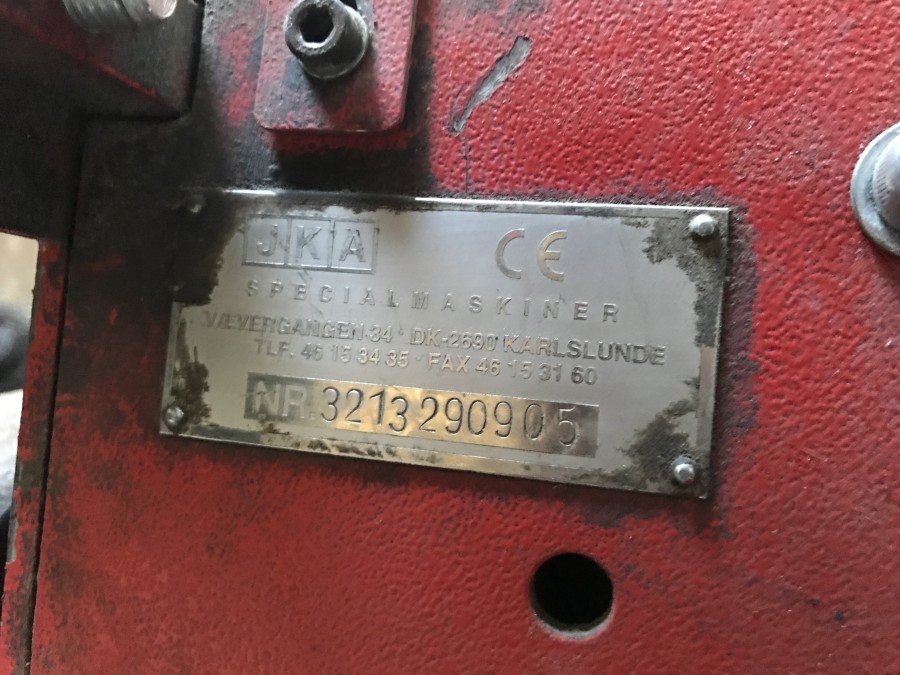 JKA CE
SPECIALMASKINER
VÆVERGANGEN 34 · DK-2690 KARLSLUNDE
TLF. 46 15 34 35 · FAX 46 15 31 60
NR. 3213290905